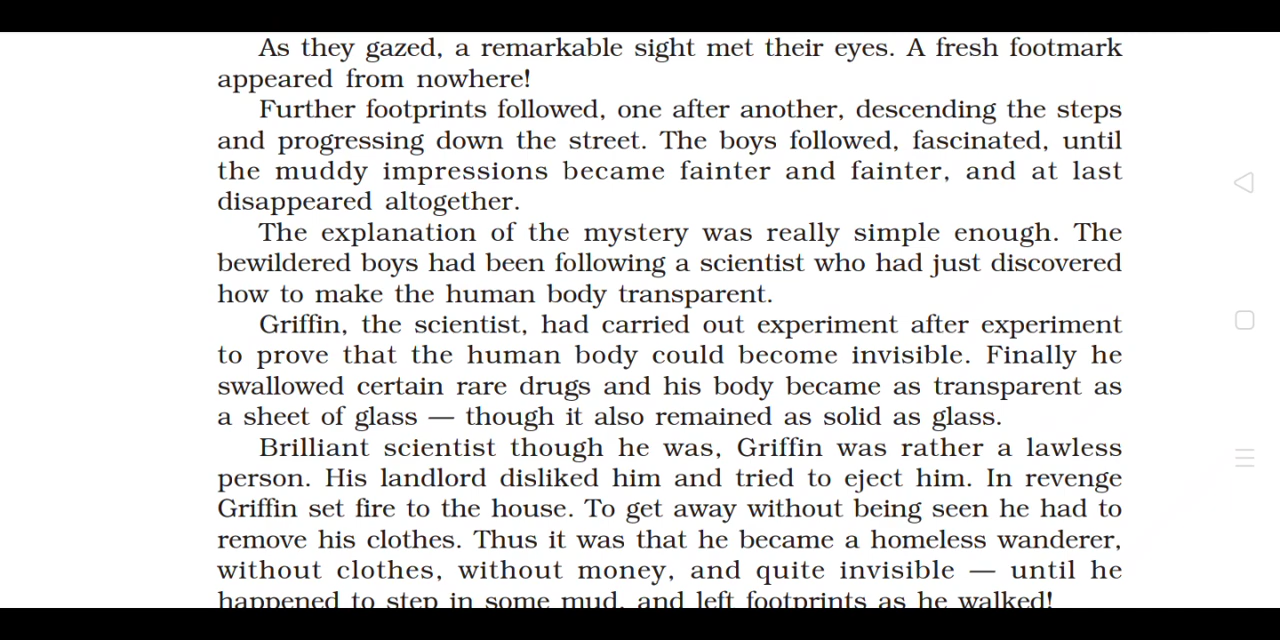 As they gazed, a remarkable sight met their eyes. A fresh footmark
appeared from nowhere!
Further footprints followed, one after another, descending the steps
and progressing down the street. The boys followed, fascinated, until
the muddy impressions became fainter and fainter, and at last
disappeared altogether.
The explanation of the mystery was really simple enough. The
bewildered boys had been following a scientist who had just discovered
how to make the human body transparent.
Griffin, the scientist, had carried out experiment after experiment
to prove that the human body could become invisible. Finally he
swallowed certain rare drugs and his body became as transparent as
a sheet of glass — though it also remained as solid as glass.
Brilliant scientist though he was, Griffin was rather a lawless
person. His landlord disliked him and tried to eject him. In revenge
Griffin set fire to the house. To get away without being seen he had to
remove his clothes. Thus it was that he became a homeless wanderer,
without clothes, without money, and quite invisible — until he
happened to step in some mud, and left footprints as he walked!